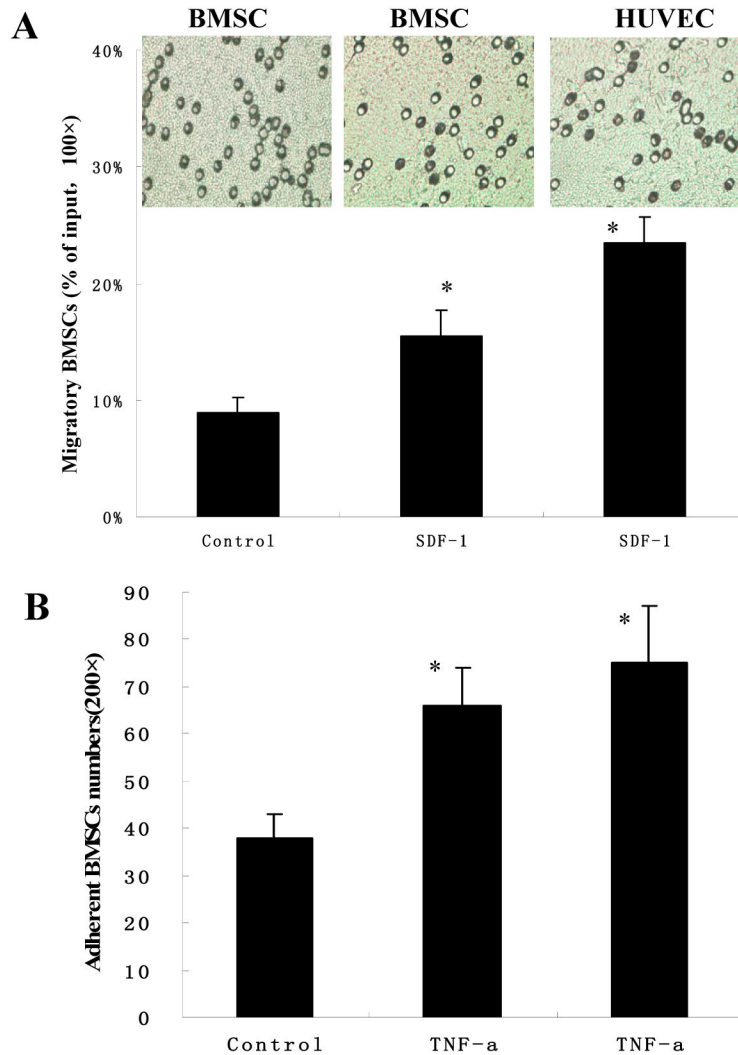 A
BMSC BMSC HUVEC
Migratory BMSCs (% of input, 100×)
40%
30%
20%
10%
0%
*
*
Control SDF-1 SDF-1
B
Adherent BMSCs numbers(200×)
90
80
70
60
50
40
30
20
10
0
*
*
Control TNF-a TNF-a